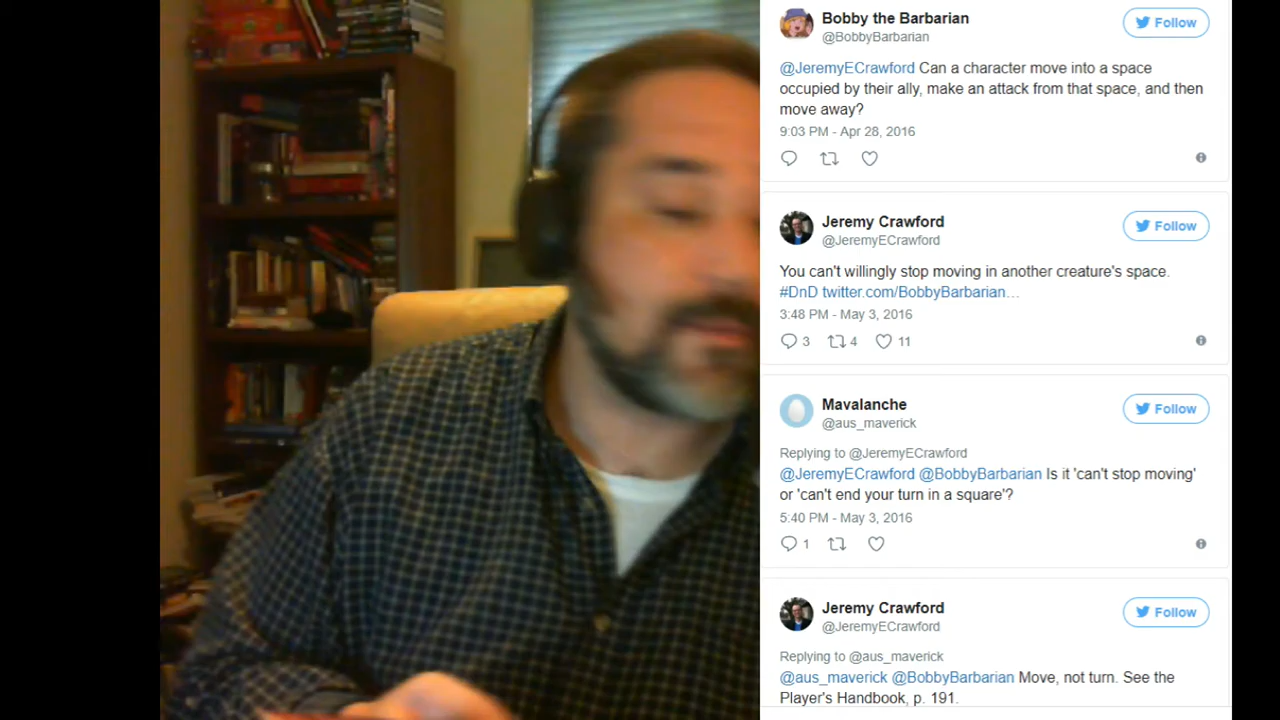 Bobby the Barbarian
@BobbyBarbarian
Follow
@JeremyECrawford Can a character move into a space
occupied by their ally, make an attack from that space, and then
move away?
9:03 PM - Apr 28, 2016
Jeremy Crawford
@JeremyECrawford
Follow
You can't willingly stop moving in another creature's space.
#DnD twitter.com/BobbyBarbarian…
3:48 PM - May 3, 2016
3 4 11
Mavalanche
@aus_maverick
Follow
Replying to @JeremyECrawford
@JeremyECrawford @BobbyBarbarian Is it 'can't stop moving'
or 'can't end your turn in a square'?
5:40 PM - May 3, 2016
1
Jeremy Crawford
@JeremyECrawford
Follow
Replying to @aus_maverick
@aus_maverick @BobbyBarbarian Move, not turn. See the
Player's Handbook, p. 191.